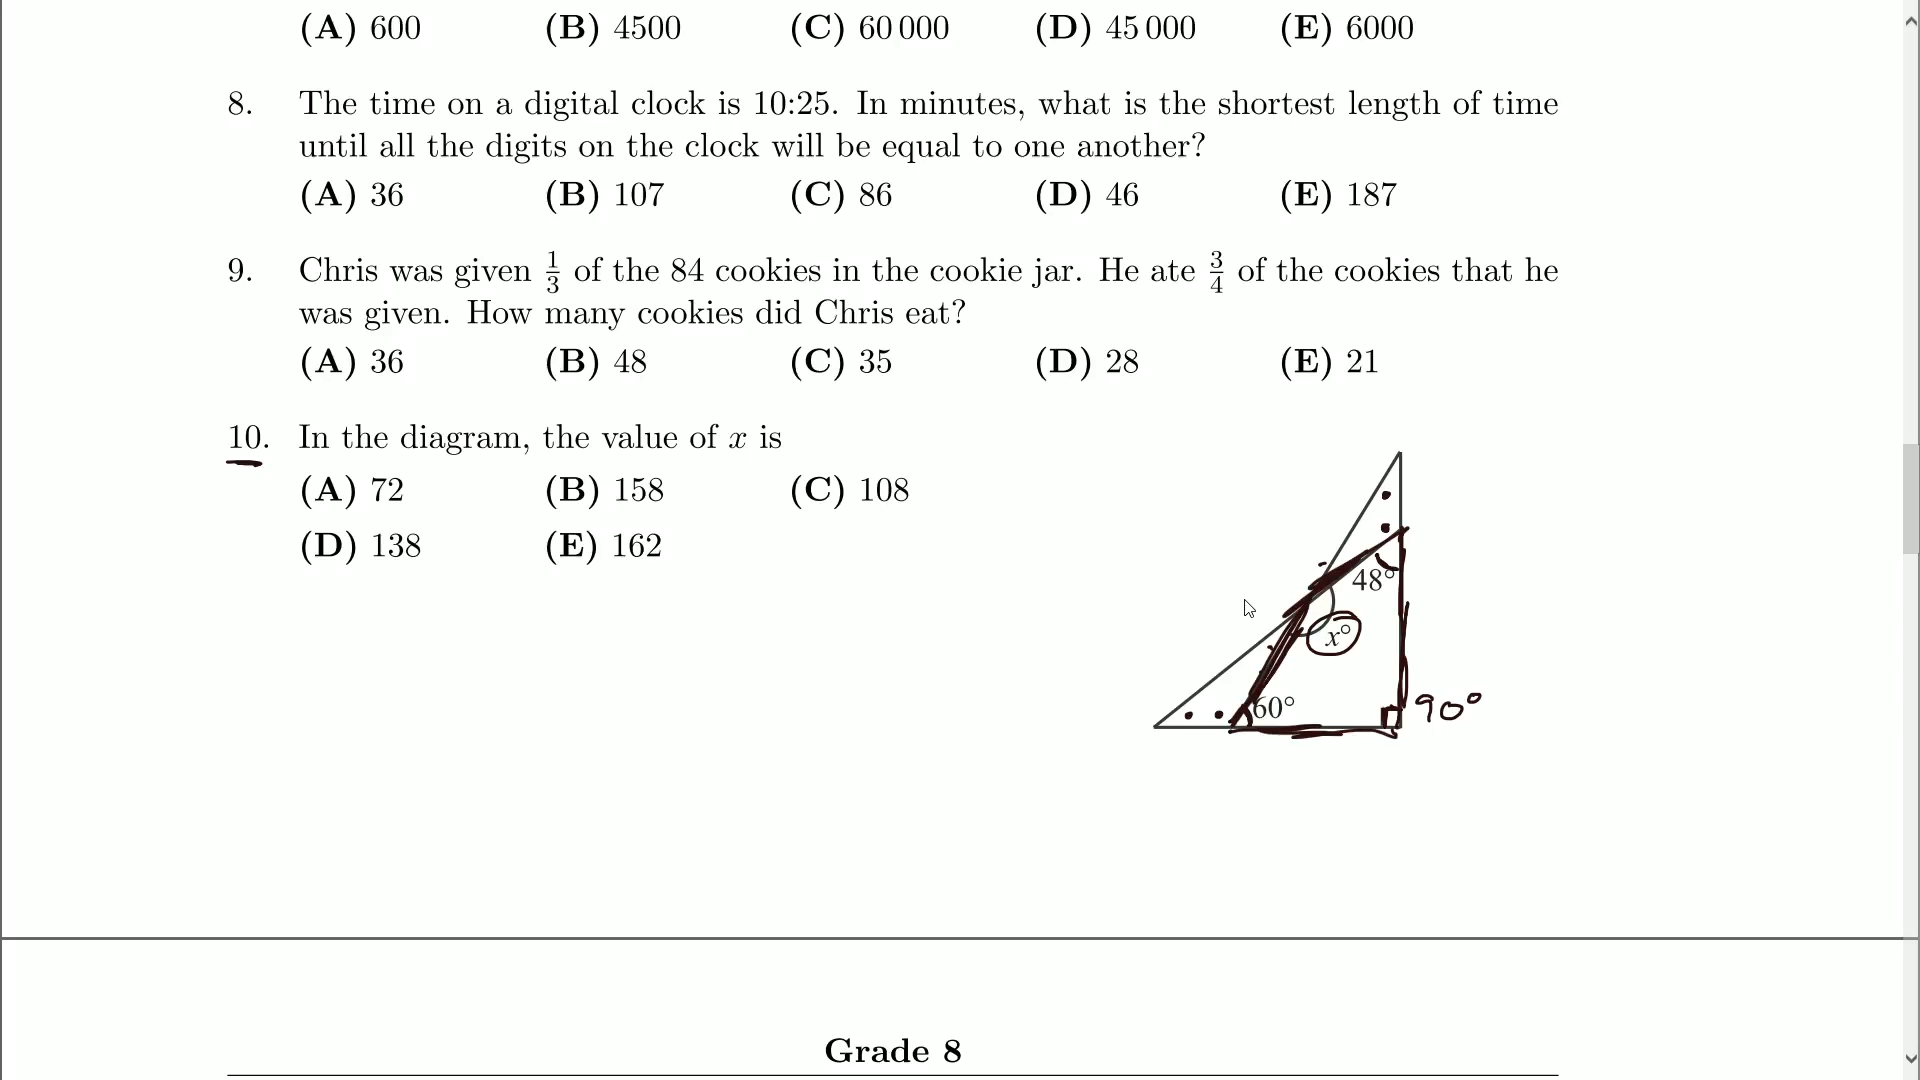 (A) 600 (B) 4500 (C) 60 000 (D) 45 000 (E) 6000
8. The time on a digital clock is 10:25. In minutes, what is the shortest length of time
until all the digits on the clock will be equal to one another?
(A) 36 (B) 107 (C) 86 (D) 46 (E) 187
9. Chris was given 1/3 of the 84 cookies in the cookie jar. He ate 3/4 of the cookies that he
was given. How many cookies did Chris eat?
(A) 36 (B) 48 (C) 35 (D) 28 (E) 21
10. In the diagram, the value of x is
(A) 72 (B) 158 (C) 108
(D) 138 (E) 162
48°
x°
60°
90°
Grade 8